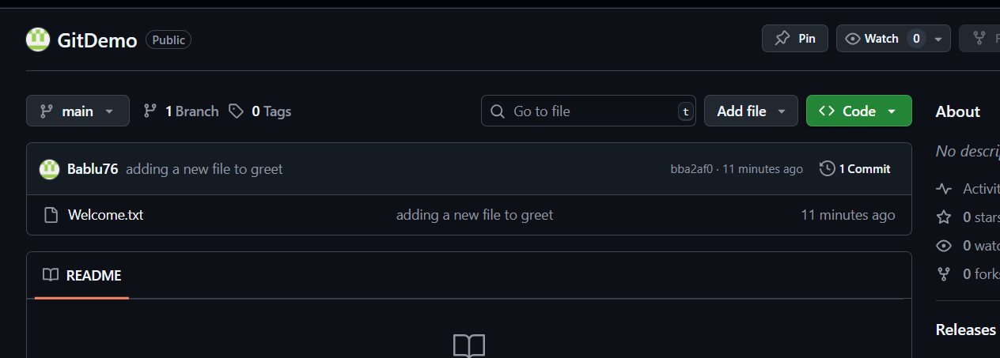 GitDemo Public Pin Watch 0
main 1 Branch 0 Tags Go to file t Add file Code
About
Bablu76 adding a new file to greet bba2af0 · 11 minutes ago 1 Commit
No descrip
Activit
Welcome.txt adding a new file to greet 11 minutes ago
0 stars
0 watc
0 forks
README
Releases